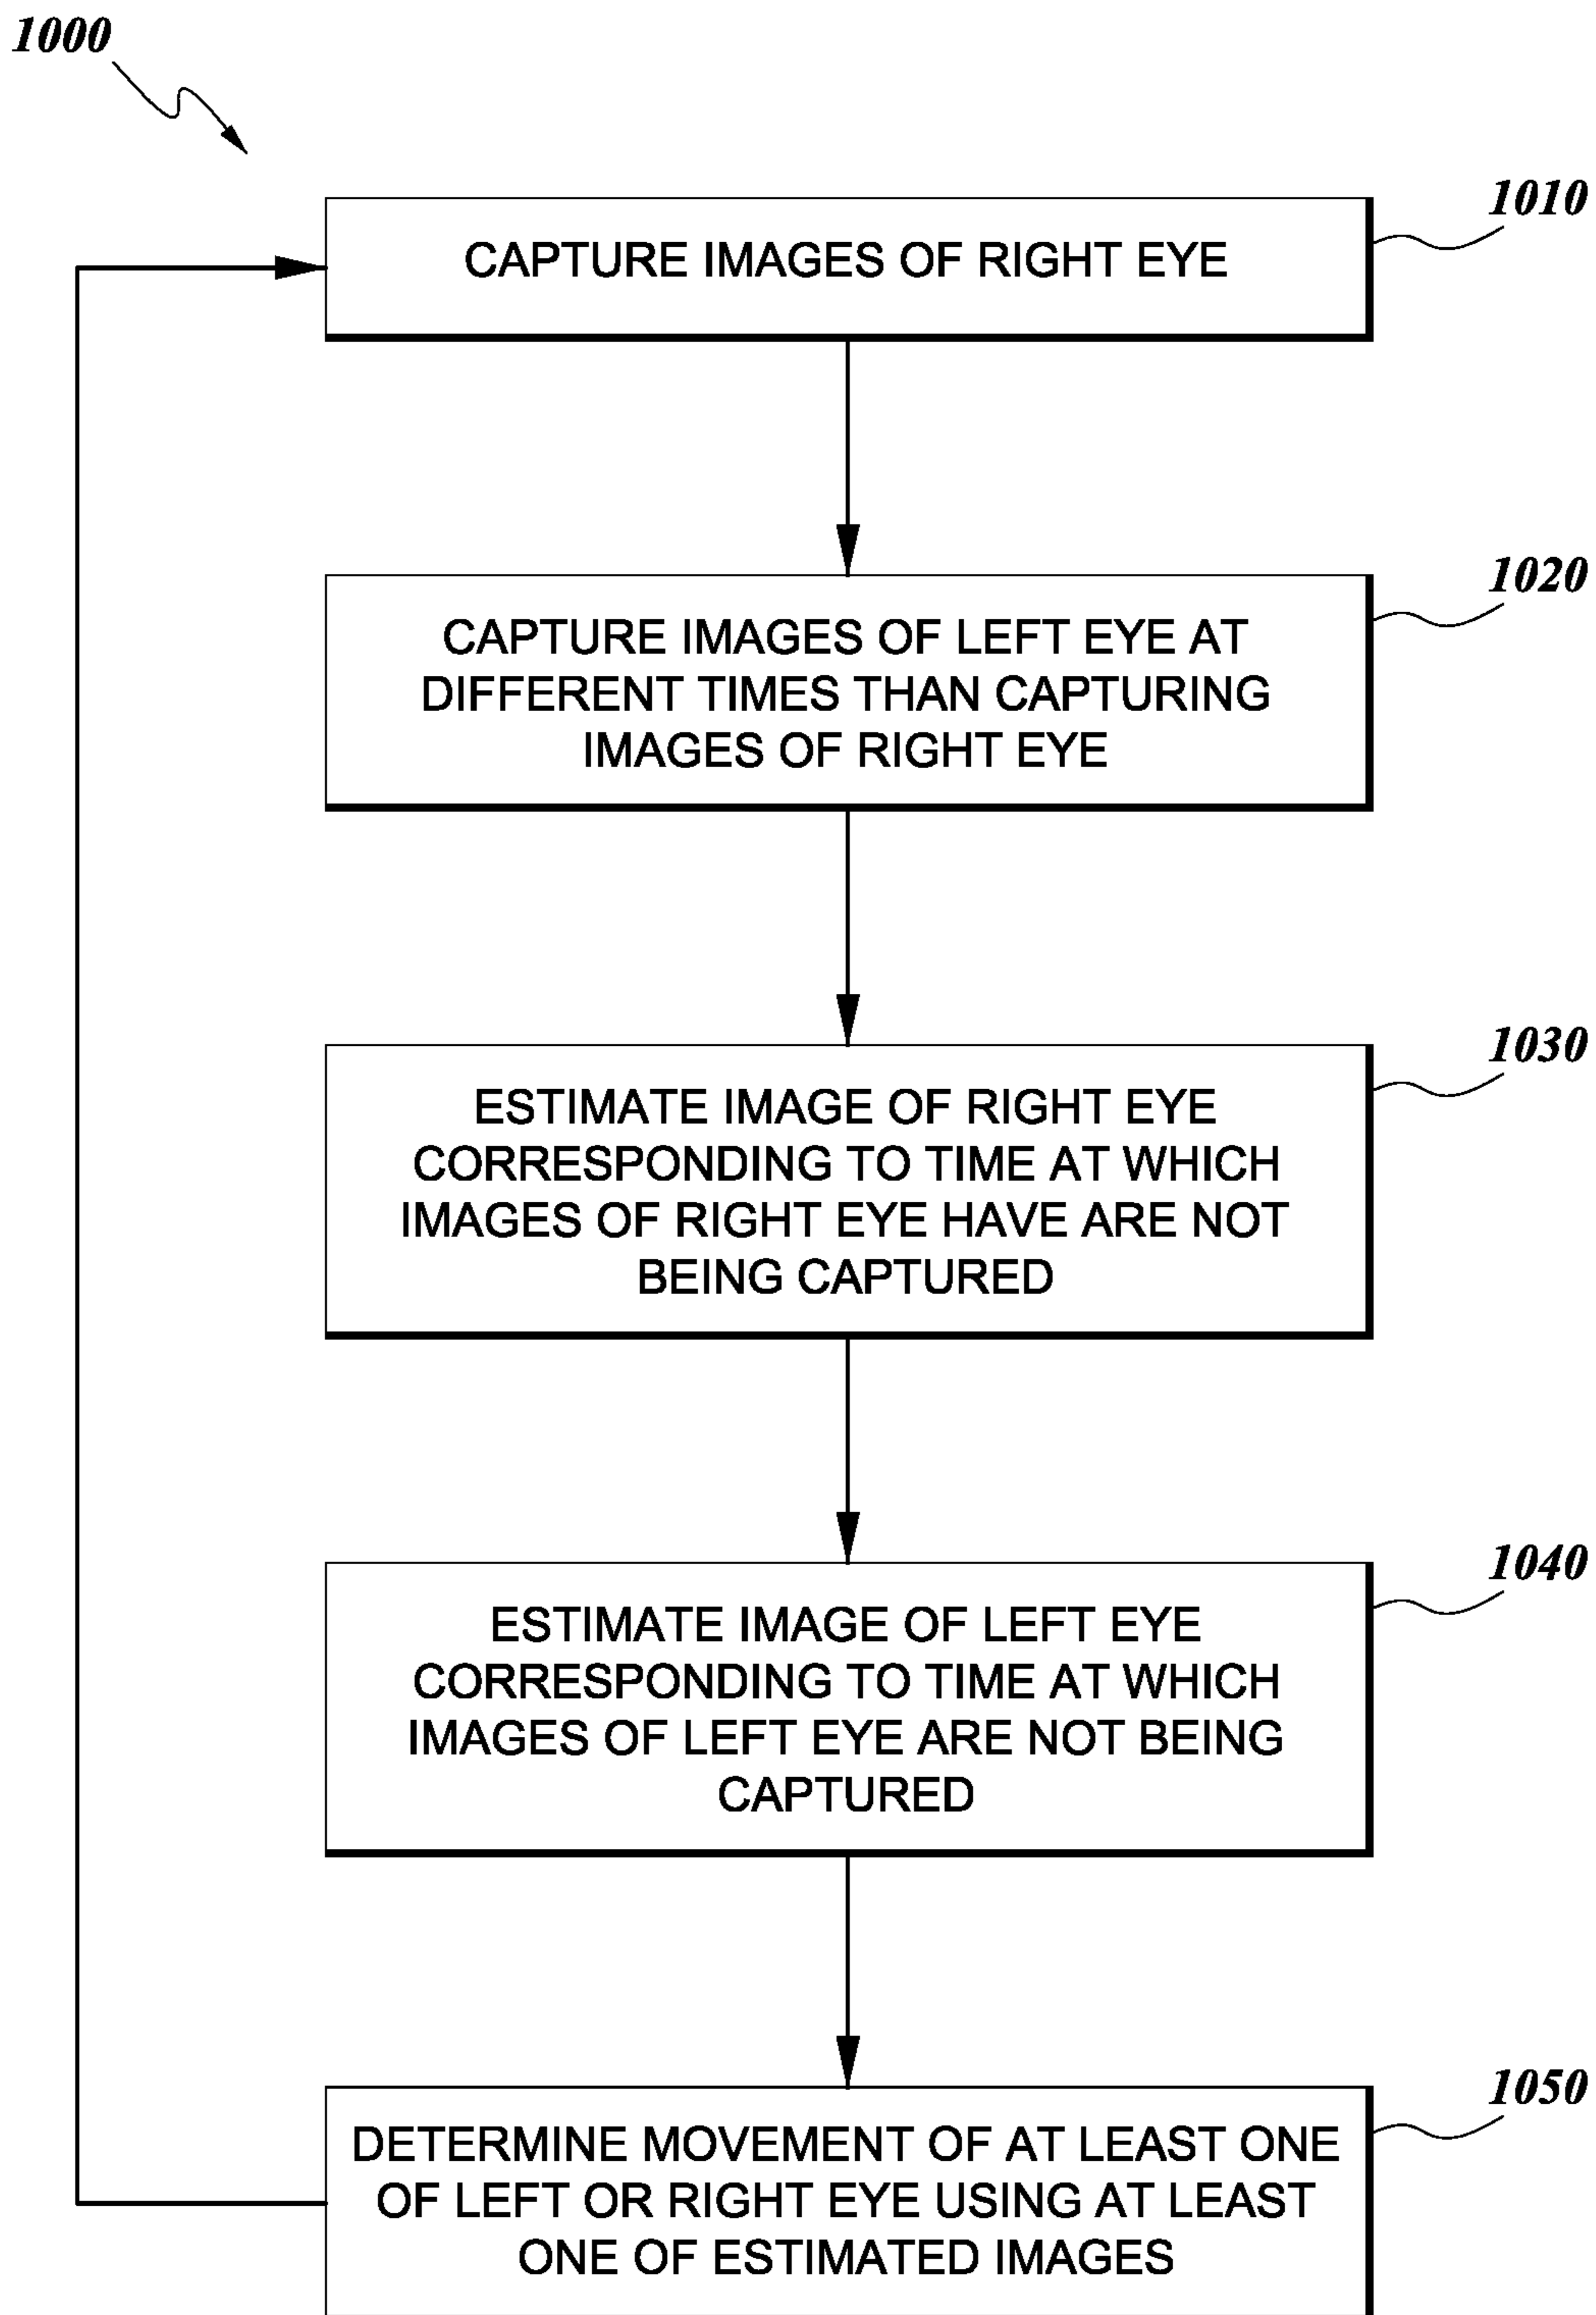 1000
1010
CAPTURE IMAGES OF RIGHT EYE
1020
CAPTURE IMAGES OF LEFT EYE AT
DIFFERENT TIMES THAN CAPTURING
IMAGES OF RIGHT EYE
1030
ESTIMATE IMAGE OF RIGHT EYE
CORRESPONDING TO TIME AT WHICH
IMAGES OF RIGHT EYE HAVE ARE NOT
BEING CAPTURED
1040
ESTIMATE IMAGE OF LEFT EYE
CORRESPONDING TO TIME AT WHICH
IMAGES OF LEFT EYE ARE NOT BEING
CAPTURED
1050
DETERMINE MOVEMENT OF AT LEAST ONE
OF LEFT OR RIGHT EYE USING AT LEAST
ONE OF ESTIMATED IMAGES